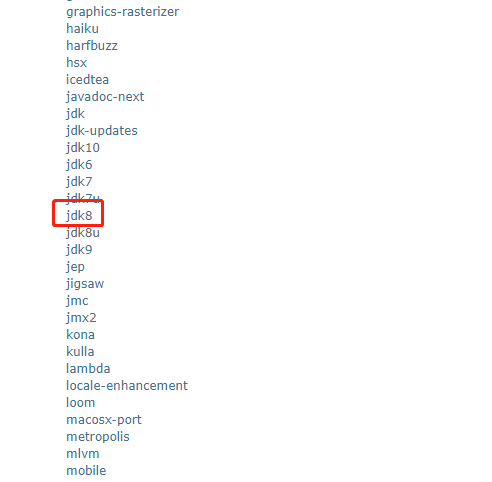 graphics-rasterizer
haiku
harfbuzz
hsx
icedtea
javadoc-next
jdk
jdk-updates
jdk10
jdk6
jdk7
jdk7u
jdk8
jdk8u
jdk9
jep
jigsaw
jmc
jmx2
kona
kulla
lambda
locale-enhancement
loom
macosx-port
metropolis
mlvm
mobile